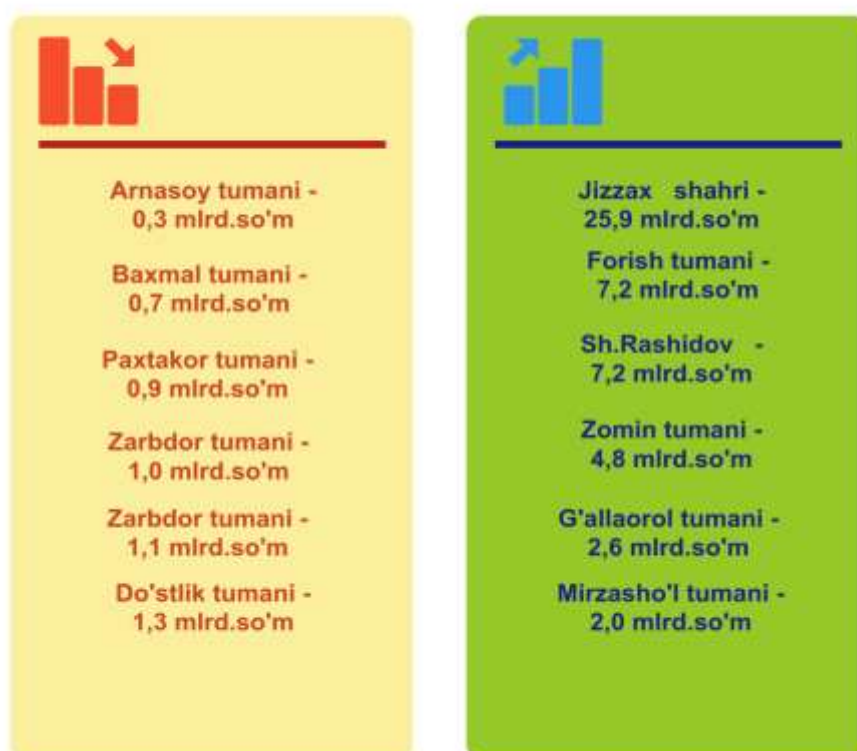 Arnasoy tumani -
0,3 mlrd.so'm
Baxmal tumani -
0,7 mlrd.so'm
Paxtakor tumani -
0,9 mlrd.so'm
Zarbdor tumani -
1,0 mlrd.so'm
Zarbdor tumani -
1,1 mlrd.so'm
Do'stlik tumani -
1,3 mlrd.so'm
Jizzax shahri -
25,9 mlrd.so'm
Forish tumani -
7,2 mlrd.so'm
Sh.Rashidov -
7,2 mlrd.so'm
Zomin tumani -
4,8 mlrd.so'm
G'allaorol tumani -
2,6 mlrd.so'm
Mirzasho'l tumani -
2,0 mlrd.so'm